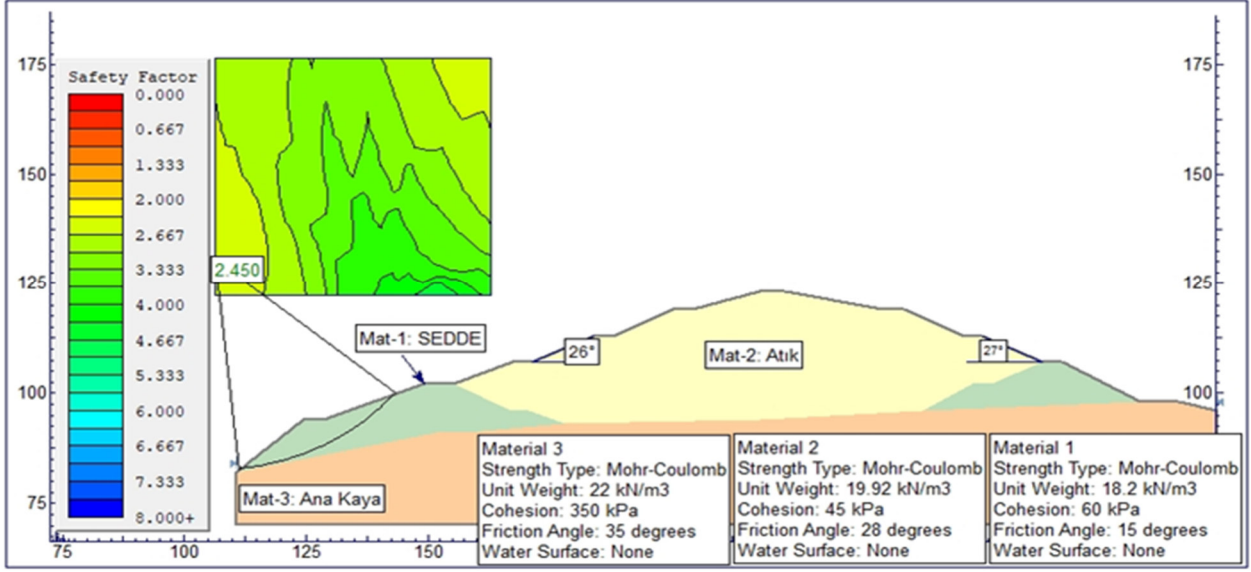 175
150
125
100
75
Safety Factor
0.000
0.667
1.333
2.000
2.667
3.333
4.000
4.667
5.333
6.000
6.667
7.333
8.000+
2.450
Mat-1: SEDDE
26°
Mat-2: Atık
27°
175
150
125
100
Mat-3: Ana Kaya
Material 3
Strength Type: Mohr-Coulomb
Unit Weight: 22 kN/m3
Cohesion: 350 kPa
Friction Angle: 35 degrees
Water Surface: None
Material 2
Strength Type: Mohr-Coulomb
Unit Weight: 19.92 kN/m3
Cohesion: 45 kPa
Friction Angle: 28 degrees
Water Surface: None
Material 1
Strength Type: Mohr-Coulomb
Unit Weight: 18.2 kN/m3
Cohesion: 60 kPa
Friction Angle: 15 degrees
Water Surface: None
75
100
125
150